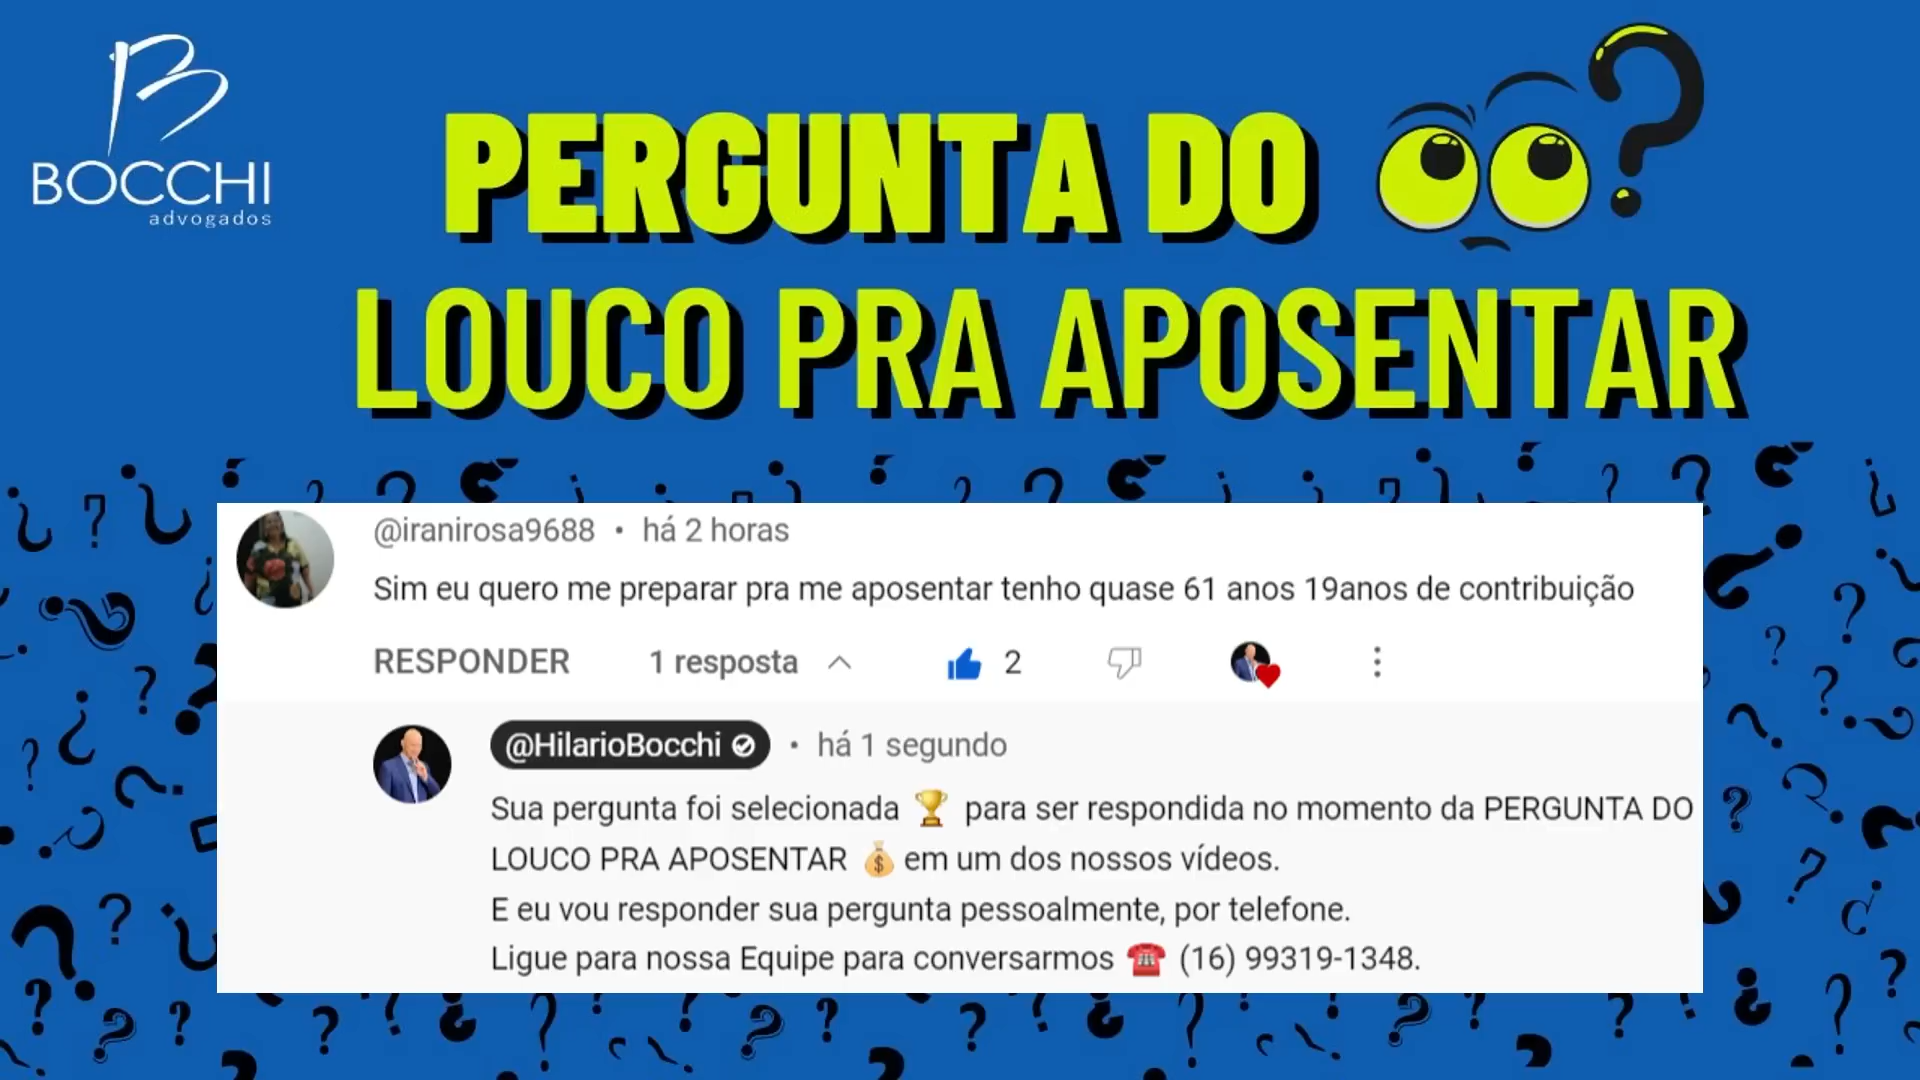 BOCCHI
advogados
PERGUNTA DO
LOUCO PRA APOSENTAR
@iranirosa9688 • há 2 horas
Sim eu quero me preparar pra me aposentar tenho quase 61 anos 19anos de contribuição
RESPONDER 1 resposta 2
@HilarioBocchi • há 1 segundo
Sua pergunta foi selecionada 🏆 para ser respondida no momento da PERGUNTA DO
LOUCO PRA APOSENTAR 💰 em um dos nossos vídeos.
E eu vou responder sua pergunta pessoalmente, por telefone.
Ligue para nossa Equipe para conversarmos ☎️ (16) 99319-1348.